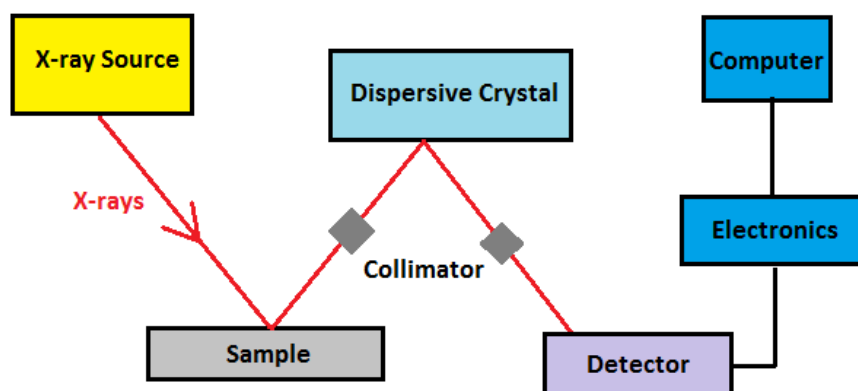 X-ray Source
Computer
Dispersive Crystal
X-rays
Electronics
Collimator
Sample
Detector